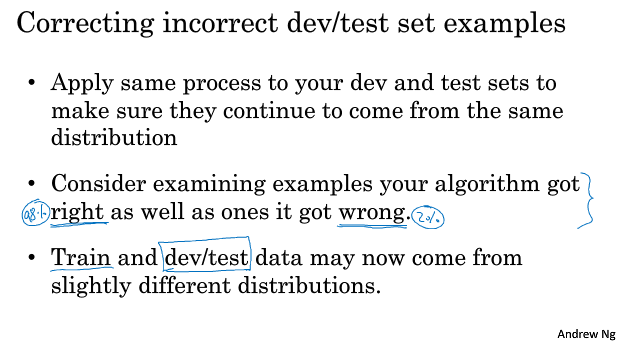 Correcting incorrect dev/test set examples
• Apply same process to your dev and test sets to
make sure they continue to come from the same
distribution
• Consider examining examples your algorithm got
98% right as well as ones it got wrong. 2%
• Train and dev/test data may now come from
slightly different distributions.
Andrew Ng